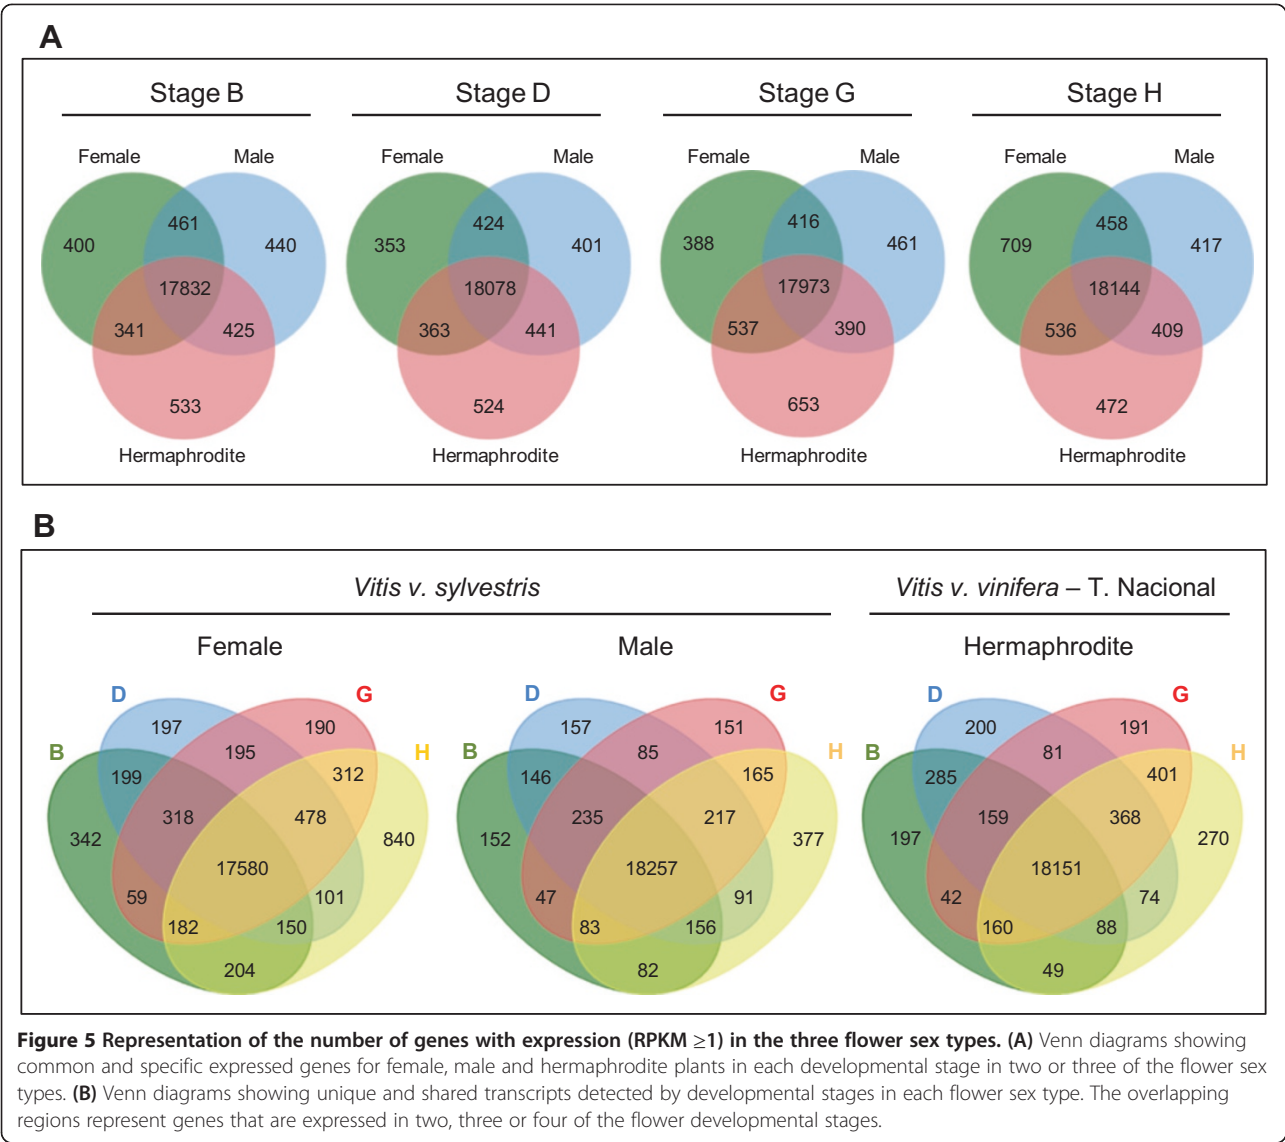 A
Stage B
Stage D
Stage G
Stage H
Female
Male
Female
Male
Female
Male
Female
Male
400
461
440
17832
341
425
533
Hermaphrodite
353
424
401
18078
363
441
524
Hermaphrodite
388
416
461
17973
537
390
653
Hermaphrodite
709
458
417
18144
536
409
472
Hermaphrodite
B
Vitis v. sylvestris
Vitis v. vinifera – T. Nacional
Female
Male
Hermaphrodite
D
G
B
H
197
190
195
199
312
318
478
342
840
17580
59
101
182
150
204
D
G
B
H
157
151
85
146
165
235
217
152
377
18257
47
91
83
156
82
D
G
B
H
200
191
81
285
401
159
368
197
270
18151
42
74
160
88
49
Figure 5 Representation of the number of genes with expression (RPKM ≥1) in the three flower sex types. (A) Venn diagrams showing
common and specific expressed genes for female, male and hermaphrodite plants in each developmental stage in two or three of the flower sex
types. (B) Venn diagrams showing unique and shared transcripts detected by developmental stages in each flower sex type. The overlapping
regions represent genes that are expressed in two, three or four of the flower developmental stages.